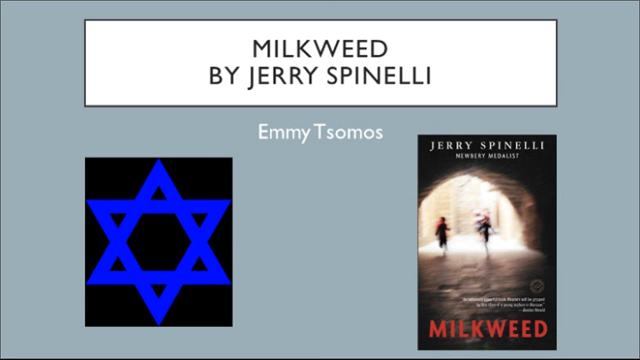 MILKWEED
BY JERRY SPINELLI
Emmy Tsomos
JERRY SPINELLI
NEWBERY MEDALIST
MILKWEED